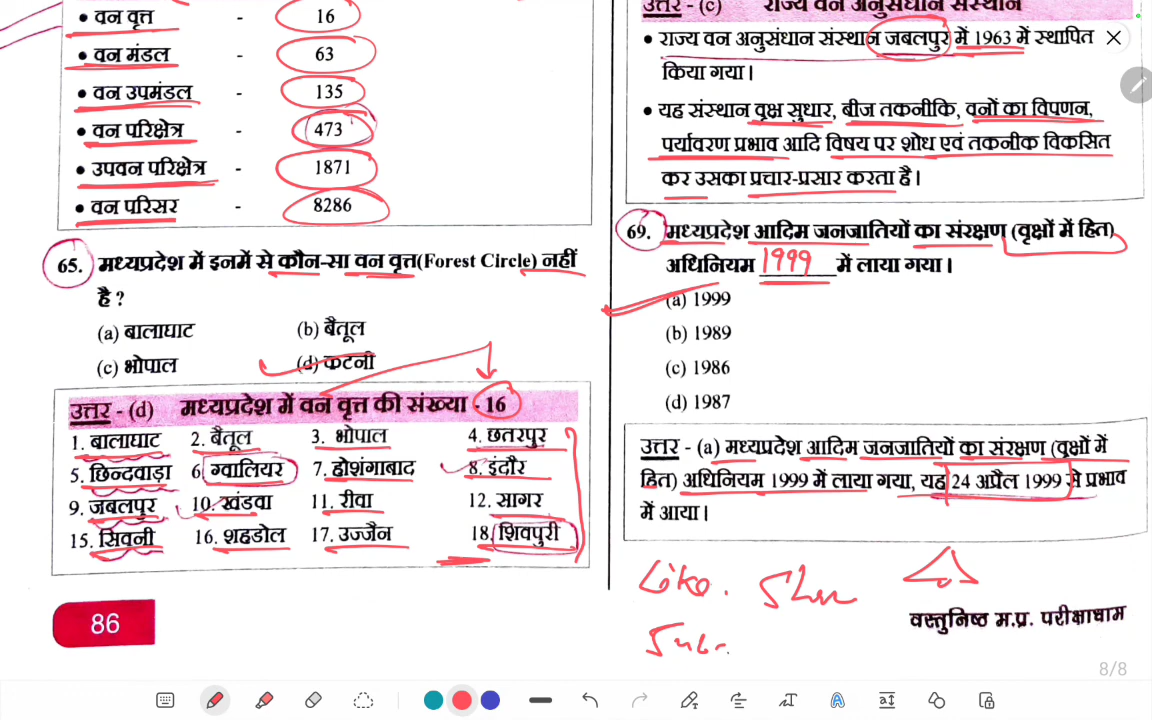 • वन वृत्त - 16
• वन मंडल - 63
• वन उपमंडल - 135
• वन परिक्षेत्र - 473
• उपवन परिक्षेत्र - 1871
• वन परिसर - 8286
65. मध्यप्रदेश में इनमें से कौन-सा वन वृत्त(Forest Circle) नहीं
है?
(a) बालाघाट (b) बैतूल
(c) भोपाल (d) कटनी
उत्तर - (d) मध्यप्रदेश में वन वृत्त की संख्या - 16
1. बालाघाट 2. बैतूल 3. भोपाल 4. छतरपुर
5. छिन्दवाड़ा 6. ग्वालियर 7. होशंगाबाद 8. इंदौर
9. जबलपुर 10. खंडवा 11. रीवा 12. सागर
15. सिवनी 16. शहडोल 17. उज्जैन 18. शिवपुरी
86
उत्तर - (c) राज्य वन अनुसंधान संस्थान
• राज्य वन अनुसंधान संस्थान जबलपुर में 1963 में स्थापित
किया गया।
• यह संस्थान वृक्ष सुधार, बीज तकनीकि, वनों का विपणन,
पर्यावरण प्रभाव आदि विषय पर शोध एवं तकनीक विकसित
कर उसका प्रचार-प्रसार करता है।
69. मध्यप्रदेश आदिम जनजातियों का संरक्षण (वृक्षों में हित)
अधिनियम 1999 में लाया गया।
(a) 1999
(b) 1989
(c) 1986
(d) 1987
उत्तर - (a) मध्यप्रदेश आदिम जनजातियों का संरक्षण (वृक्षों में
हित) अधिनियम 1999 में लाया गया, यह 24 अप्रैल 1999 से प्रभाव
में आया।
Like.
वस्तुनिष्ठ म.प्र. परीक्षाधाम
8/8